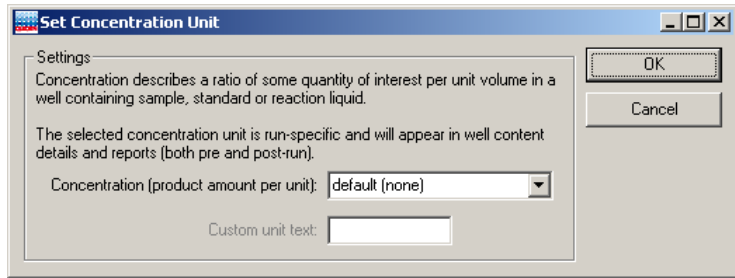 Set Concentration Unit
Settings
Concentration describes a ratio of some quantity of interest per unit volume in a
well containing sample, standard or reaction liquid.
The selected concentration unit is run-specific and will appear in well content
details and reports (both pre and post-run).
Concentration (product amount per unit): default (none)
Custom unit text:
OK
Cancel